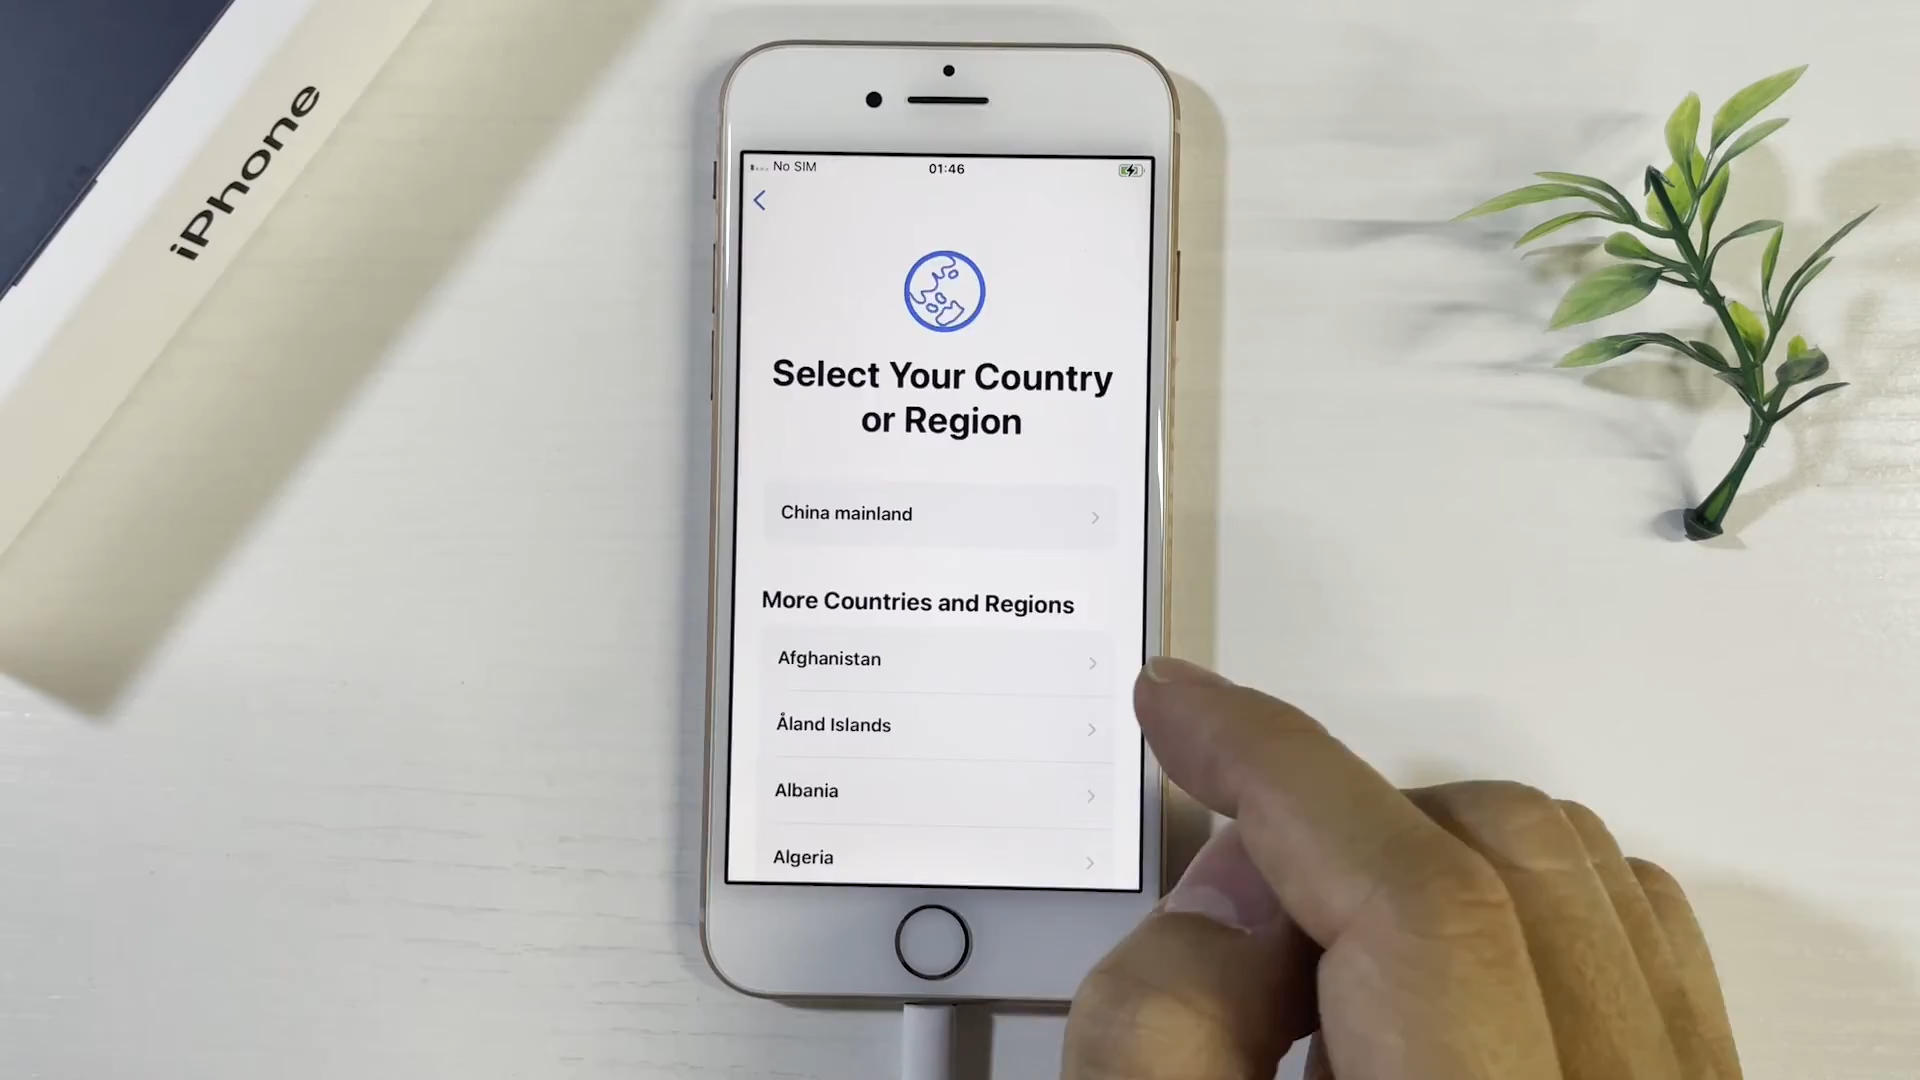 iPhone
No SIM
01:46
Select Your Country
or Region
China mainland
More Countries and Regions
Afghanistan
Åland Islands
Albania
Algeria